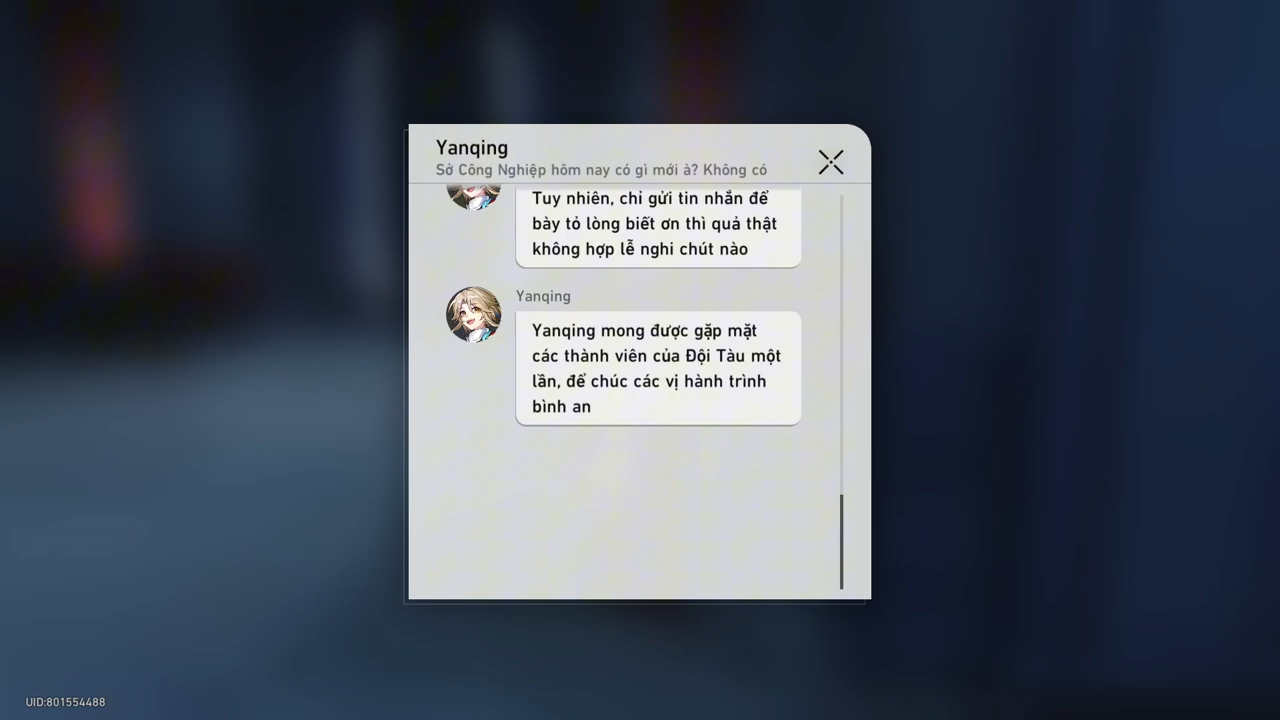 Yanqing
Sở Công Nghiệp hôm nay có gì mới à? Không có
Tuy nhiên, chỉ gửi tin nhắn để
bày tỏ lòng biết ơn thì quả thật
không hợp lễ nghi chút nào
Yanqing
Yanqing mong được gặp mặt
các thành viên của Đội Tàu một
lần, để chúc các vị hành trình
bình an
UID:801554488